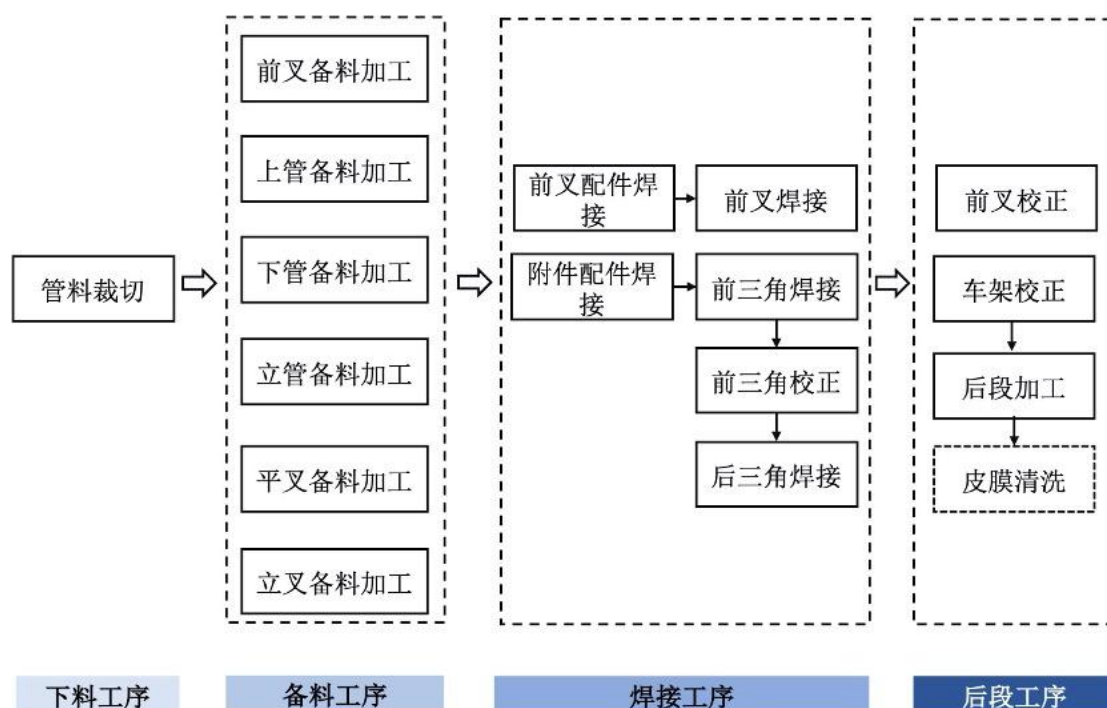 管料裁切
前叉备料加工
上管备料加工
下管备料加工
立管备料加工
平叉备料加工
立叉备料加工
前叉配件焊
接
前叉焊接
附件配件焊
接
前三角焊接
前三角校正
后三角焊接
前叉校正
车架校正
后段加工
皮膜清洗
下料工序
备料工序
焊接工序
后段工序